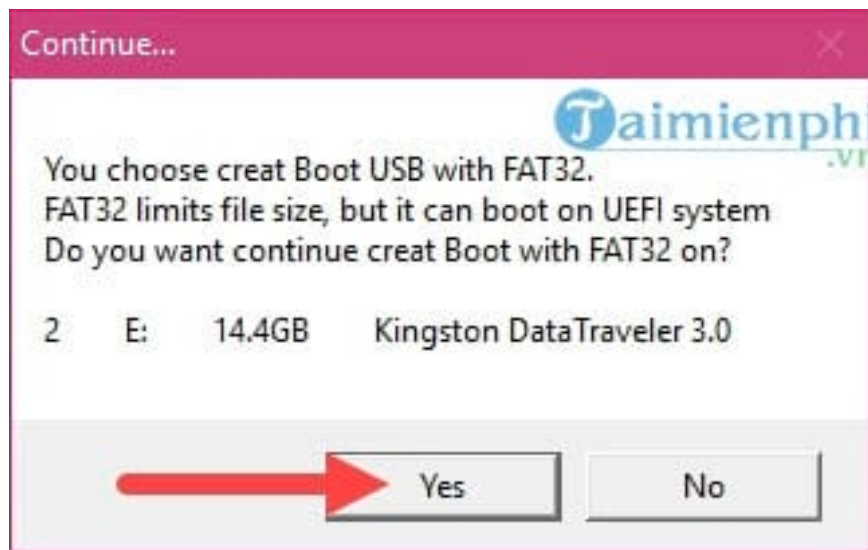 Continue...
Taimienphi
.vn
You choose creat Boot USB with FAT32.
FAT32 limits file size, but it can boot on UEFI system
Do you want continue creat Boot with FAT32 on?
2 E: 14.4GB Kingston DataTraveler 3.0
Yes No